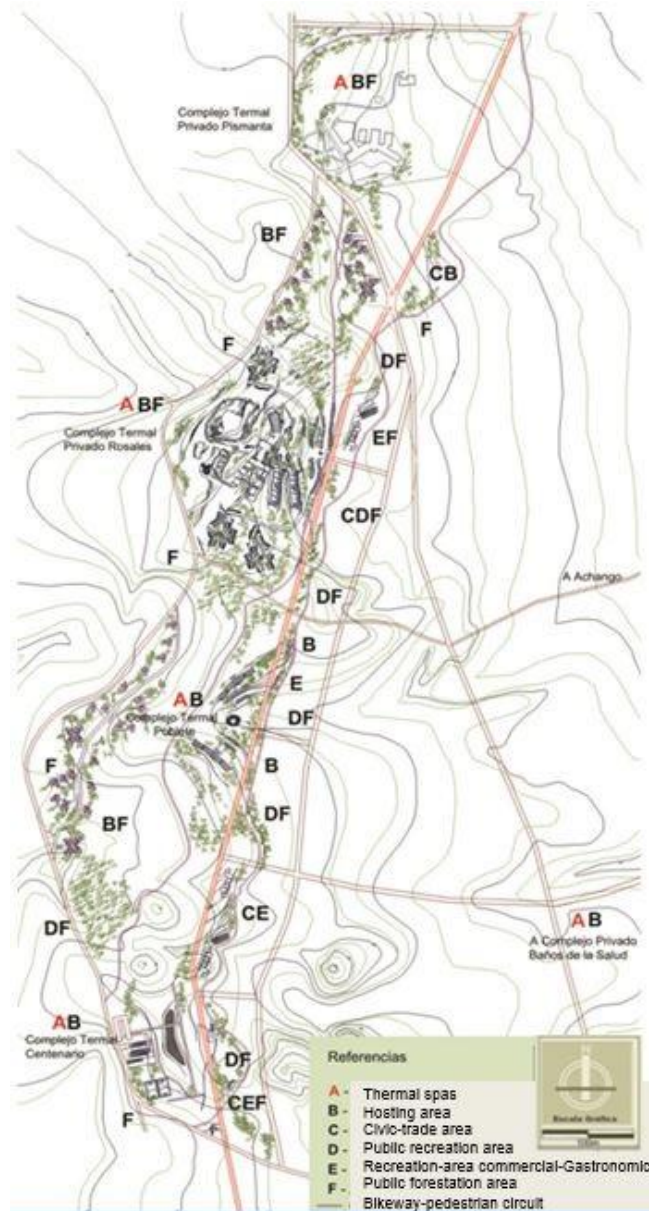 A BF
Complejo Termal
Privado Pismanta
BF
CB
F
F
DF
A BF
Complejo Termal
Privado Rosales
EF
CDF
F
A Achango
DF
B
E
AB
Complejo Termal
DF
F
B
BF
DF
CE
DF
AB
A Complejo Privado
Baños de la Salud
AB
Complejo Termal
Centenario
DF
CEF
F
F
Referencias
Escala Gráfica
A - Thermal spas
B - Hosting area
C - Civic-trade area
D - Public recreation area
E - Recreation-area commercial-Gastronomic
F - Public forestation area
Bikeway-pedestrian circuit